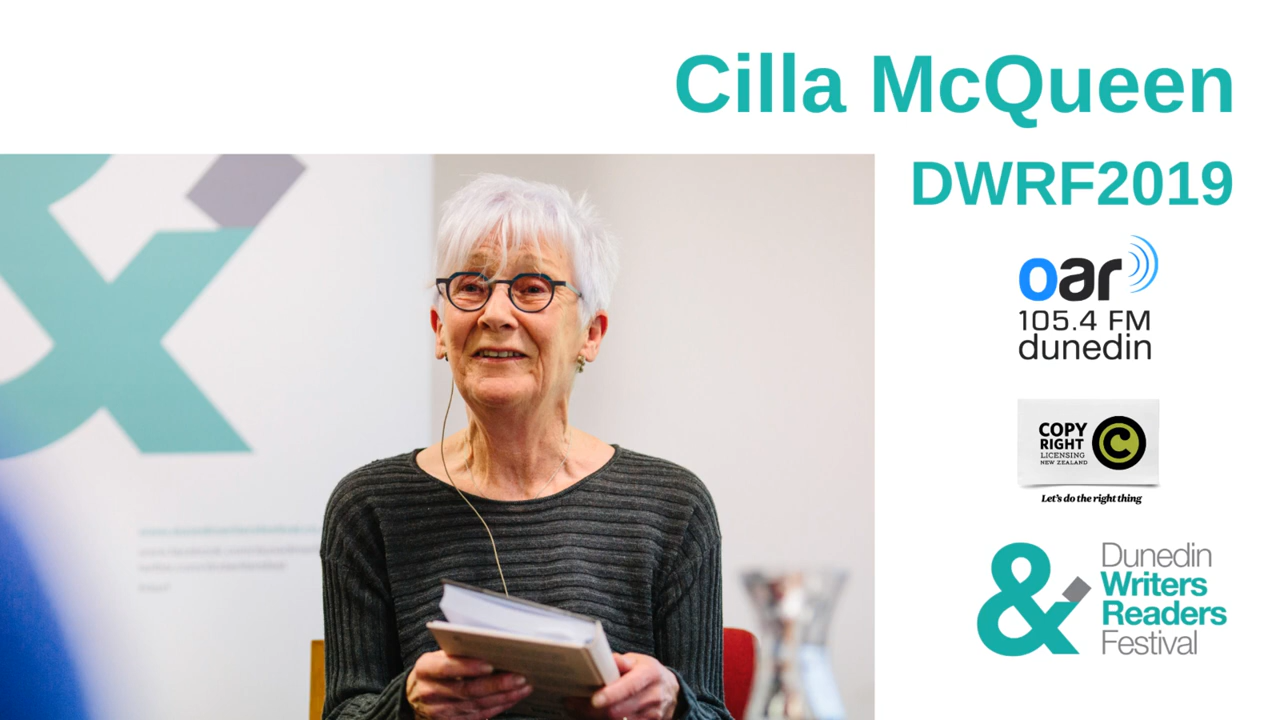 Cilla McQueen
DWRF2019
oar
105.4 FM
dunedin
COPY
RIGHT
LICENSING
NEW ZEALAND
C
Let's do the right thing
&
Dunedin
Writers
Readers
Festival